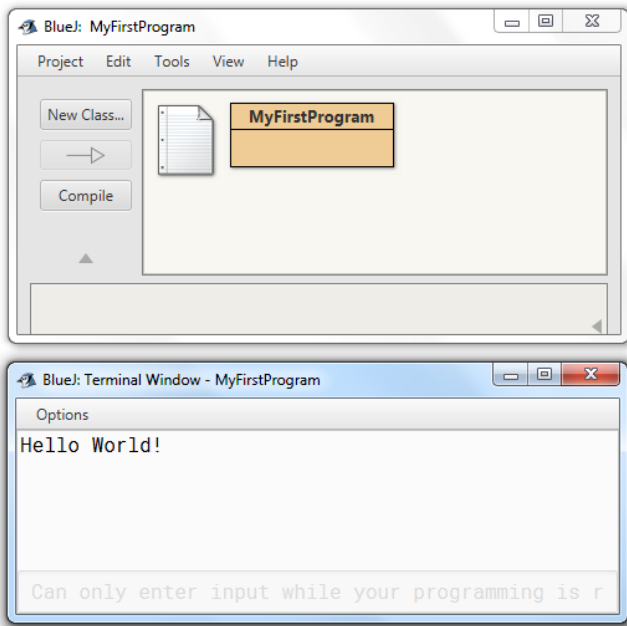 BlueJ: MyFirstProgram
Project Edit Tools View Help
New Class...
MyFirstProgram
Compile
BlueJ: Terminal Window - MyFirstProgram
Options
Hello World!
Can only enter input while your programming is r